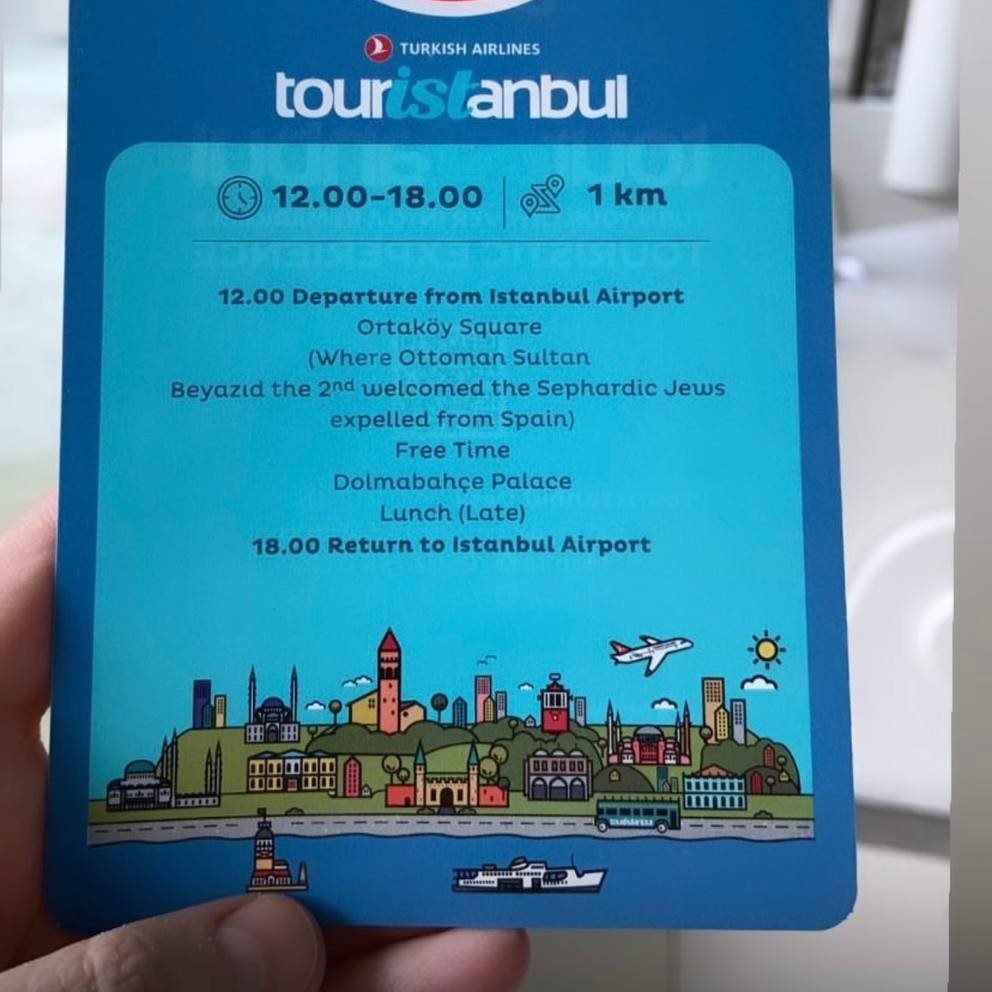 TURKISH AIRLINES
touristanbul
12.00-18.00
1 km
12.00 Departure from Istanbul Airport
Ortaköy Square
(Where Ottoman Sultan
Beyazıd the 2nd welcomed the Sephardic Jews
expelled from Spain)
Free Time
Dolmabahçe Palace
Lunch (Late)
18.00 Return to Istanbul Airport
touristanbul